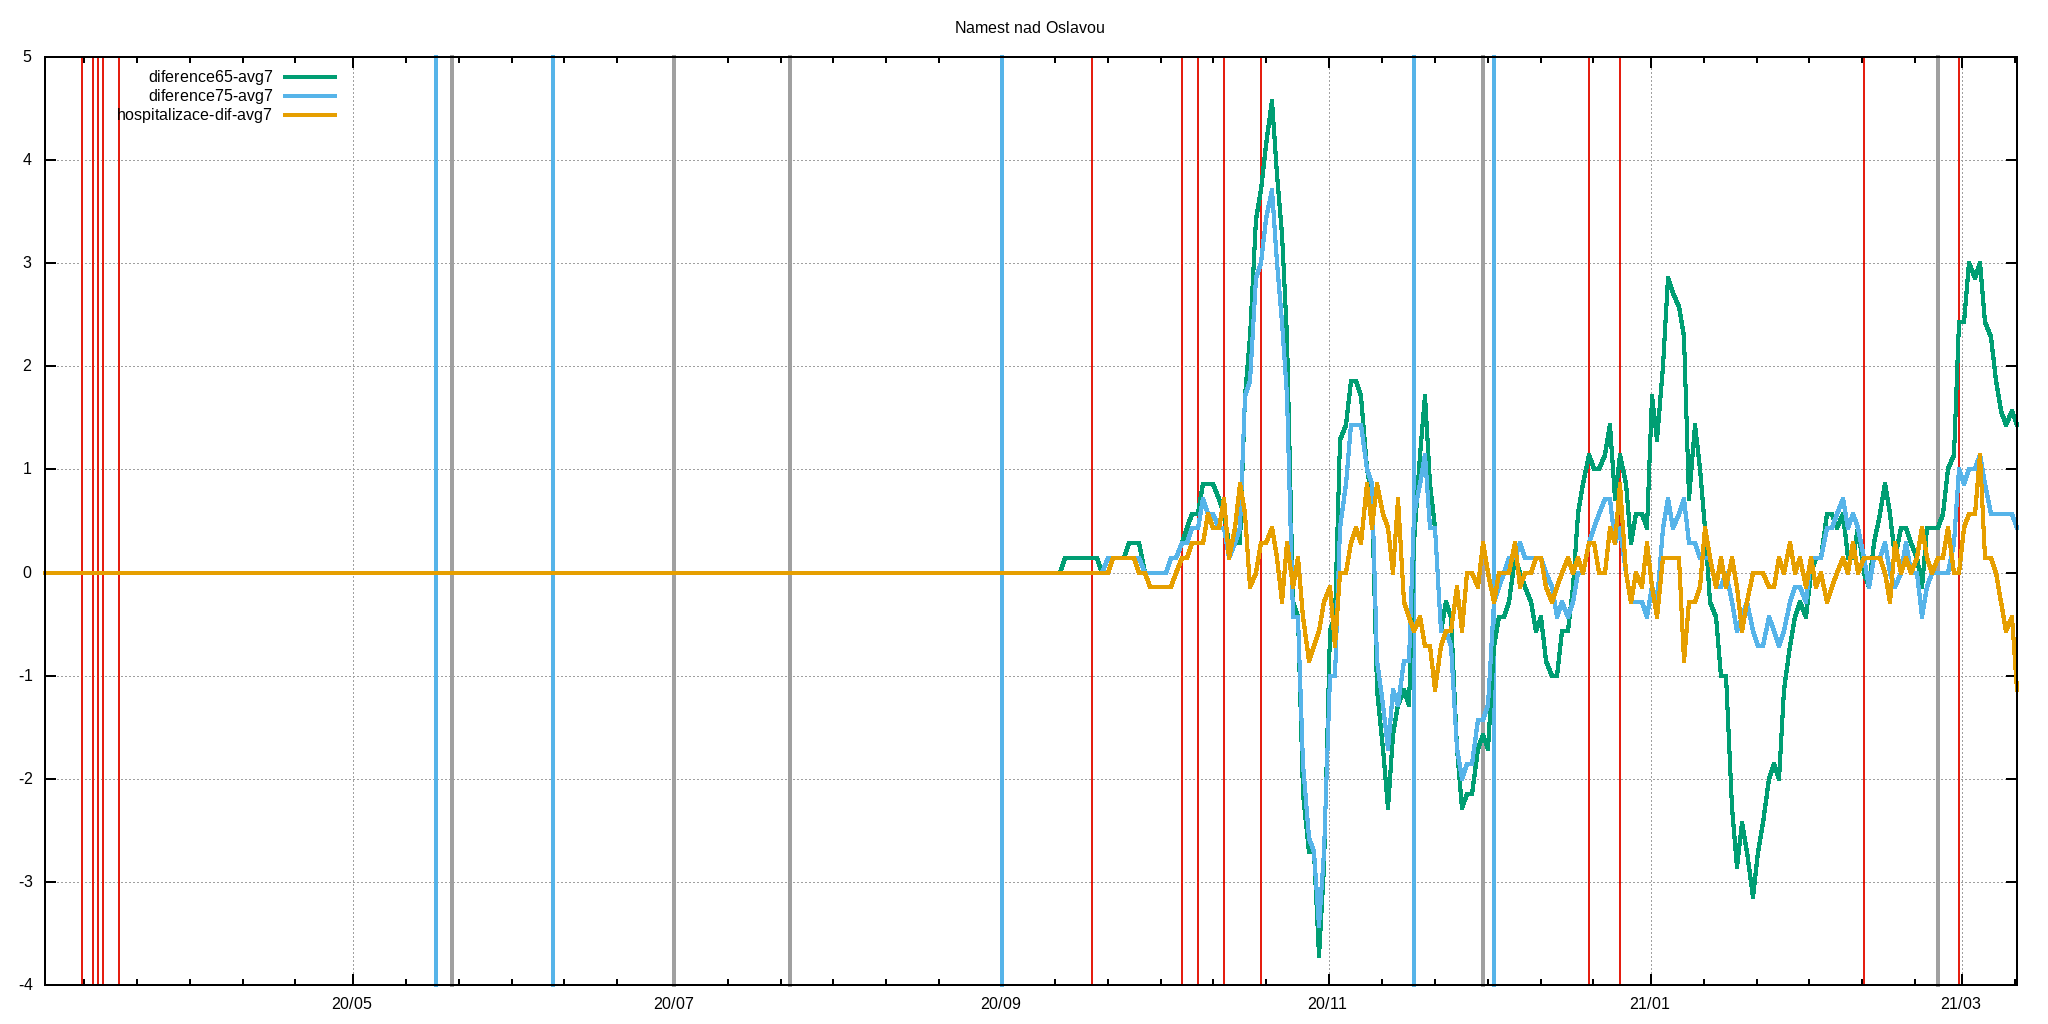 Namest nad Oslavou
5
diference65-avg7
diference75-avg7
hospitalizace-dif-avg7
4
3
2
1
0
-1
-2
-3
-4
20/05 20/07 20/09 20/11 21/01 21/03